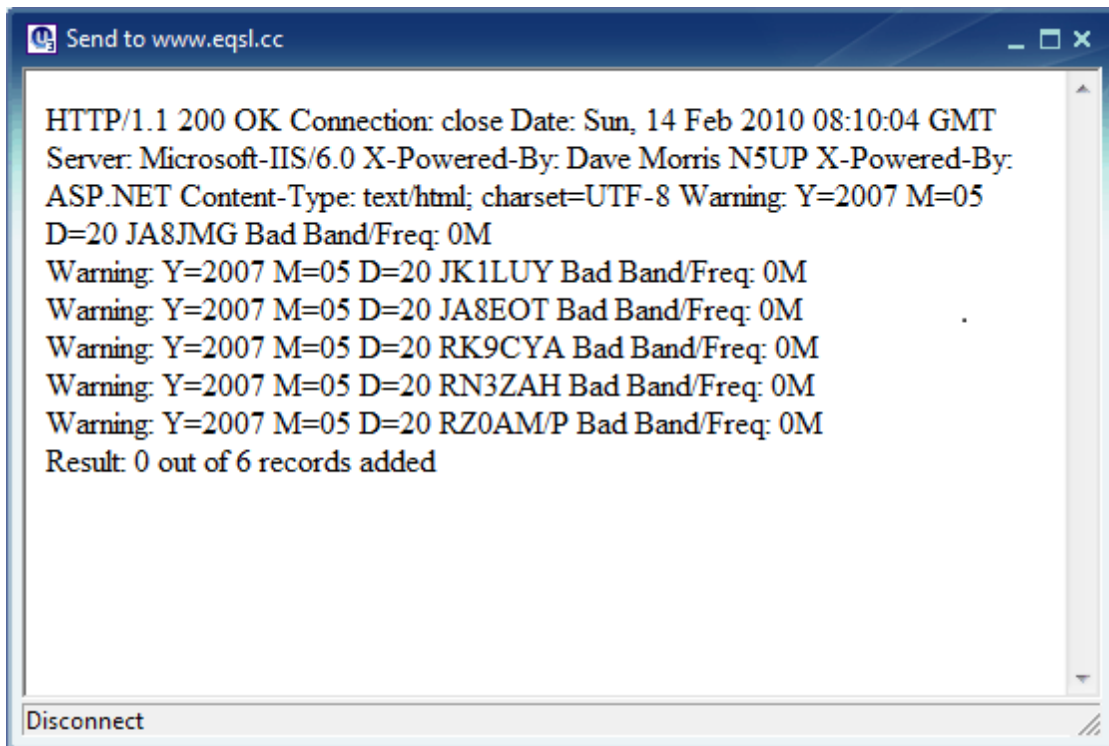 Send to www.eqsl.cc
HTTP/1.1 200 OK Connection: close Date: Sun, 14 Feb 2010 08:10:04 GMT
Server: Microsoft-IIS/6.0 X-Powered-By: Dave Morris N5UP X-Powered-By:
ASP.NET Content-Type: text/html; charset=UTF-8 Warning: Y=2007 M=05
D=20 JA8JMG Bad Band/Freq: 0M
Warning: Y=2007 M=05 D=20 JK1LUY Bad Band/Freq: 0M
Warning: Y=2007 M=05 D=20 JA8EOT Bad Band/Freq: 0M
Warning: Y=2007 M=05 D=20 RK9CYA Bad Band/Freq: 0M
Warning: Y=2007 M=05 D=20 RN3ZAH Bad Band/Freq: 0M
Warning: Y=2007 M=05 D=20 RZ0AM/P Bad Band/Freq: 0M
Result: 0 out of 6 records added
Disconnect